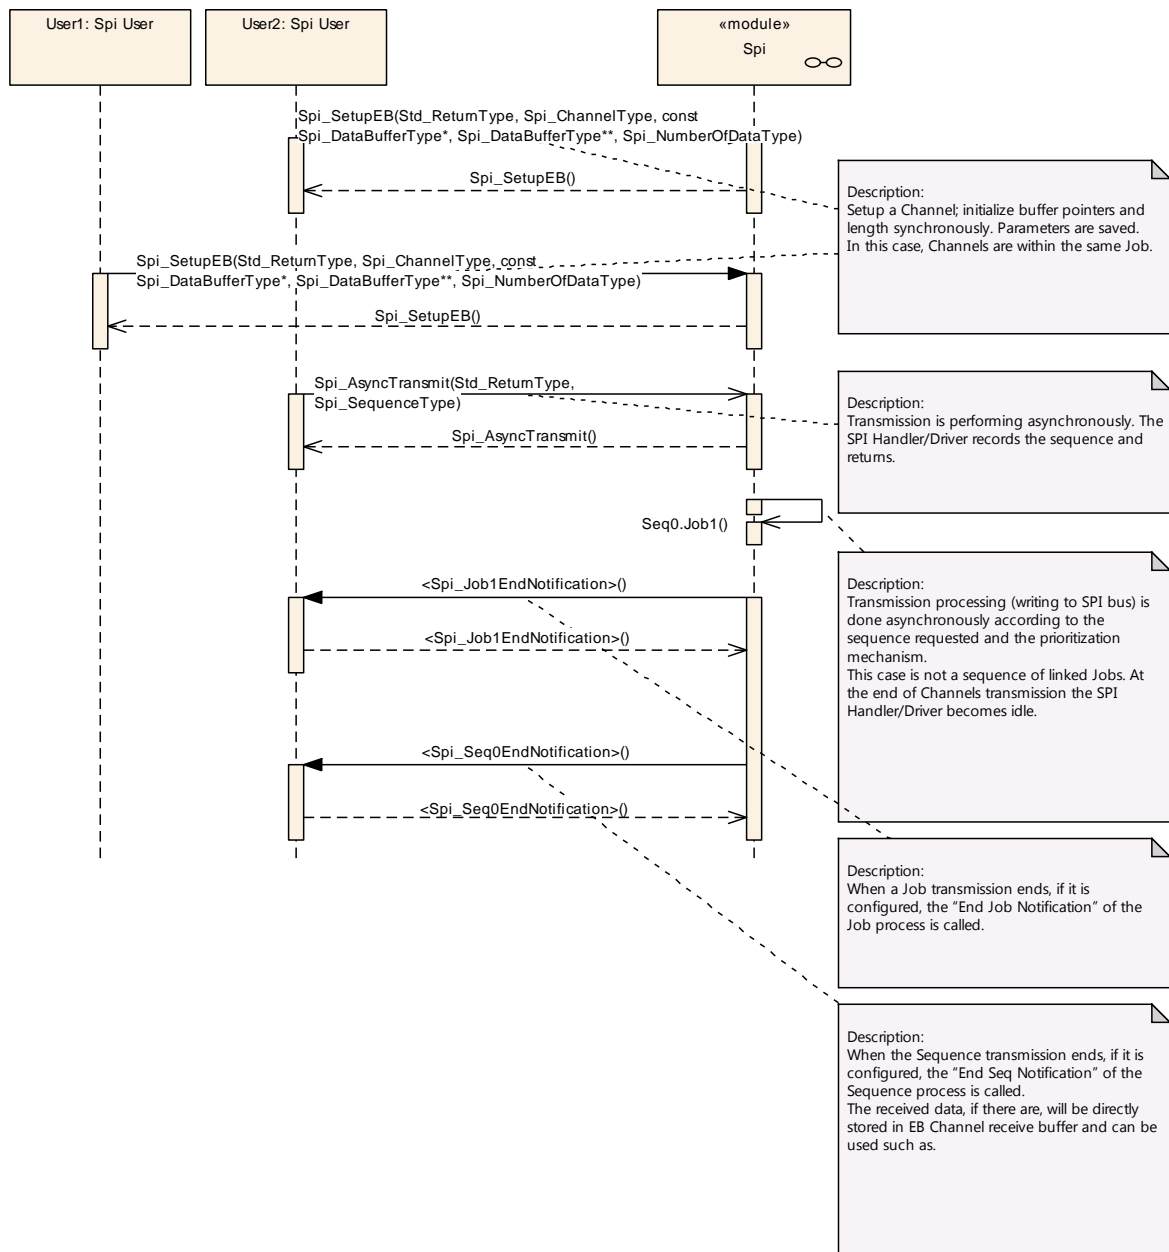 User1: Spi User
User2: Spi User
«module»
Spi
Spi_SetupEB(Std_ReturnType, Spi_ChannelType, const
Spi_DataBufferType*, Spi_DataBufferType**, Spi_NumberOfDataType)
Spi_SetupEB()
Description:
Setup a Channel; initialize buffer pointers and
length synchronously. Parameters are saved.
In this case, Channels are within the same Job.
Spi_SetupEB(Std_ReturnType, Spi_ChannelType, const
Spi_DataBufferType*, Spi_DataBufferType**, Spi_NumberOfDataType)
Spi_SetupEB()
Spi_AsyncTransmit(Std_ReturnType,
Spi_SequenceType)
Spi_AsyncTransmit()
Description:
Transmission is performing asynchronously. The
SPI Handler/Driver records the sequence and
returns.
Seq0.Job1()
Description:
Transmission processing (writing to SPI bus) is
done asynchronously according to the
sequence requested and the prioritization
mechanism.
This case is not a sequence of linked Jobs. At
the end of Channels transmission the SPI
Handler/Driver becomes idle.
<Spi_Job1EndNotification>()
<Spi_Job1EndNotification>()
<Spi_Seq0EndNotification>()
<Spi_Seq0EndNotification>()
Description:
When a Job transmission ends, if it is
configured, the "End Job Notification" of the
Job process is called.
Description:
When the Sequence transmission ends, if it is
configured, the "End Seq Notification" of the
Sequence process is called.
The received data, if there are, will be directly
stored in EB Channel receive buffer and can be
used such as.